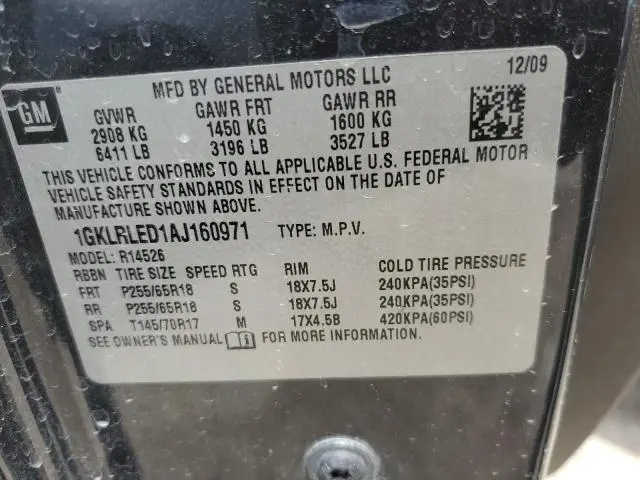 GM
MFD BY GENERAL MOTORS LLC 12/09
GVWR GAWR FRT GAWR RR
2908 KG 1450 KG 1600 KG
6411 LB 3196 LB 3527 LB
THIS VEHICLE CONFORMS TO ALL APPLICABLE U.S. FEDERAL MOTOR
VEHICLE SAFETY STANDARDS IN EFFECT ON THE DATE OF
MANUFACTURE SHOWN ABOVE.
1GKLRLED1AJ160971 TYPE: M.P.V.
MODEL: R14526
RBBN TIRE SIZE SPEED RTG RIM COLD TIRE PRESSURE
FRT P255/65R18 S 18X7.5J 240KPA(35PSI)
RR P255/65R18 S 18X7.5J 240KPA(35PSI)
SPA T145/70R17 M 17X4.5B 420KPA(60PSI)
SEE OWNER'S MANUAL FOR MORE INFORMATION.